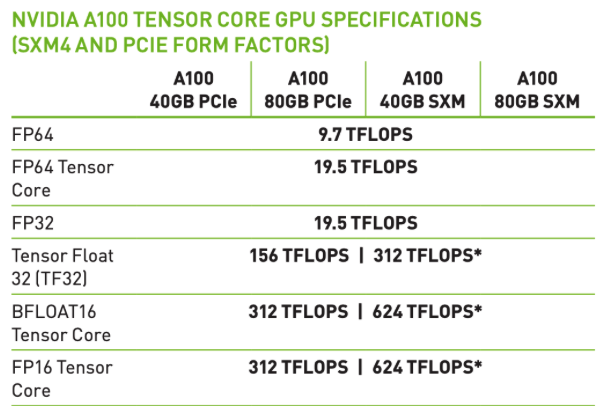 NVIDIA A100 TENSOR CORE GPU SPECIFICATIONS
(SXM4 AND PCIE FORM FACTORS)
A100 40GB PCIe A100 80GB PCIe A100 40GB SXM A100 80GB SXM
FP64 9.7 TFLOPS
FP64 Tensor Core 19.5 TFLOPS
FP32 19.5 TFLOPS
Tensor Float 32 (TF32) 156 TFLOPS | 312 TFLOPS*
BFLOAT16 Tensor Core 312 TFLOPS | 624 TFLOPS*
FP16 Tensor Core 312 TFLOPS | 624 TFLOPS*